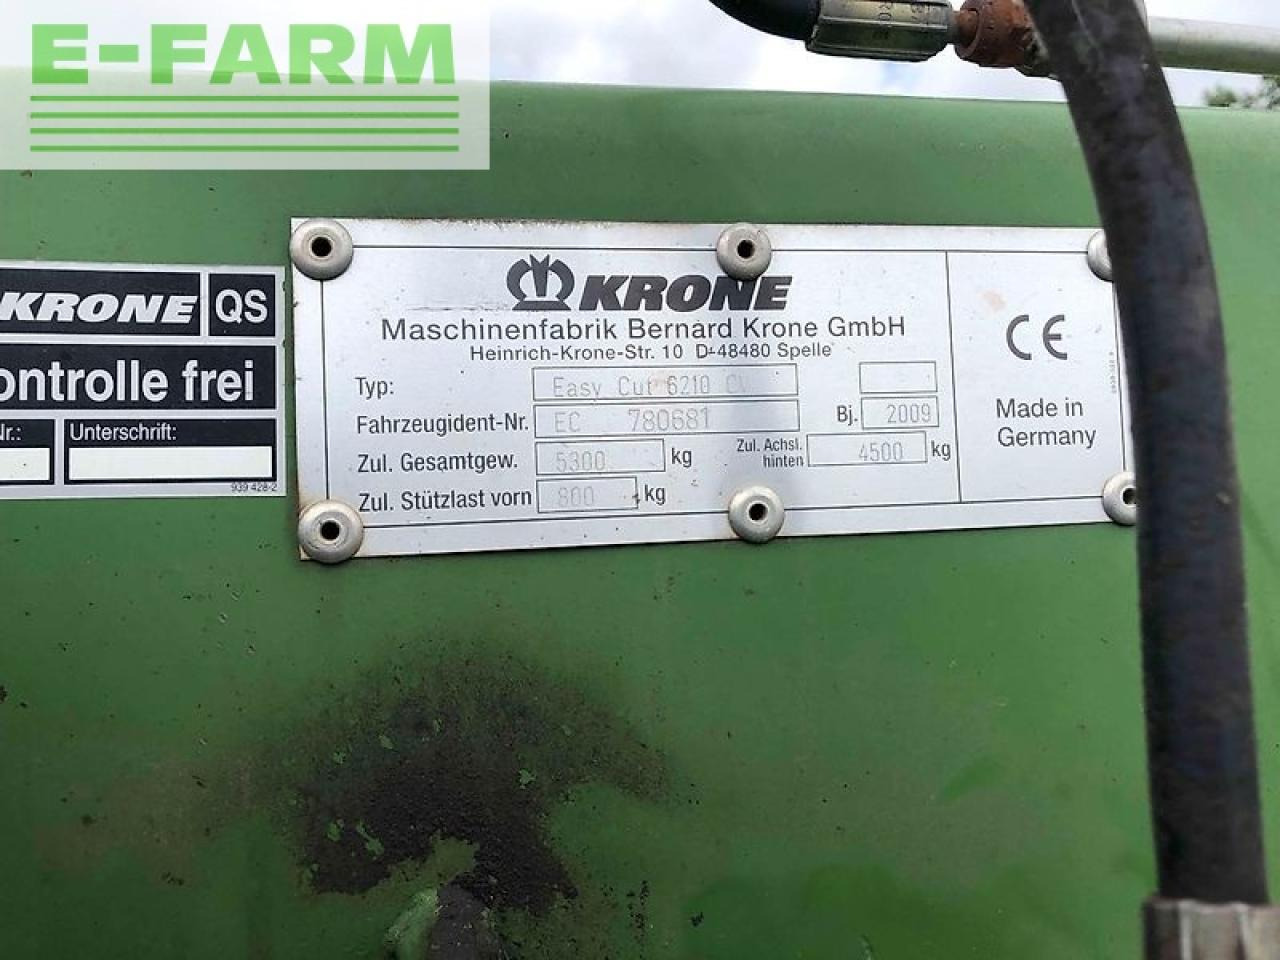 E-FARM
KRONE QS
ontrolle frei
Unterschrift:
939 428-2
KRONE
Maschinenfabrik Bernard Krone GmbH
Heinrich-Krone-Str. 10 D-48480 Spelle
Typ: Easy Cut 6210 CV
Fahrzeugident-Nr. EC 780681 Bj. 2009
Zul. Gesamtgew. 5300 kg Zul. Achsl. hinten 4500 kg
Zul. Stützlast vorn 800 kg
CE
Made in
Germany